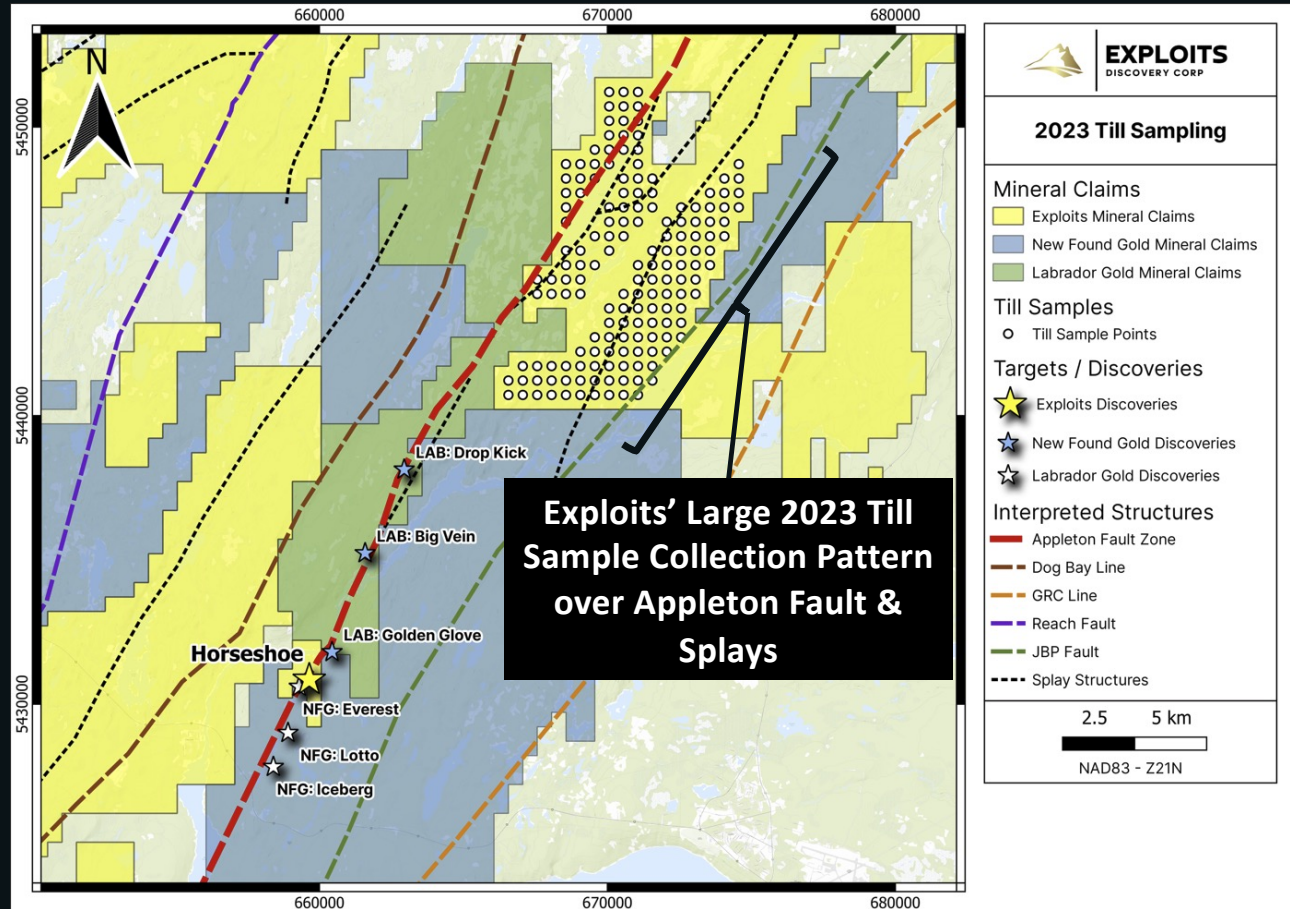 660000
670000
680000
N
5450000
5440000
5430000
LAB: Drop Kick
LAB: Big Vein
LAB: Golden Glove
Horseshoe
NFG: Everest
NFG: Lotto
NFG: Iceberg
Exploits’ Large 2023 Till
Sample Collection Pattern
over Appleton Fault &
Splays
660000
670000
680000
EXPLOITS
DISCOVERY CORP
2023 Till Sampling
Mineral Claims
Exploits Mineral Claims
New Found Gold Mineral Claims
Labrador Gold Mineral Claims
Till Samples
Till Sample Points
Targets / Discoveries
Exploits Discoveries
New Found Gold Discoveries
Labrador Gold Discoveries
Interpreted Structures
Appleton Fault Zone
Dog Bay Line
GRC Line
Reach Fault
JBP Fault
Splay Structures
2.5 5 km
NAD83 - Z21N